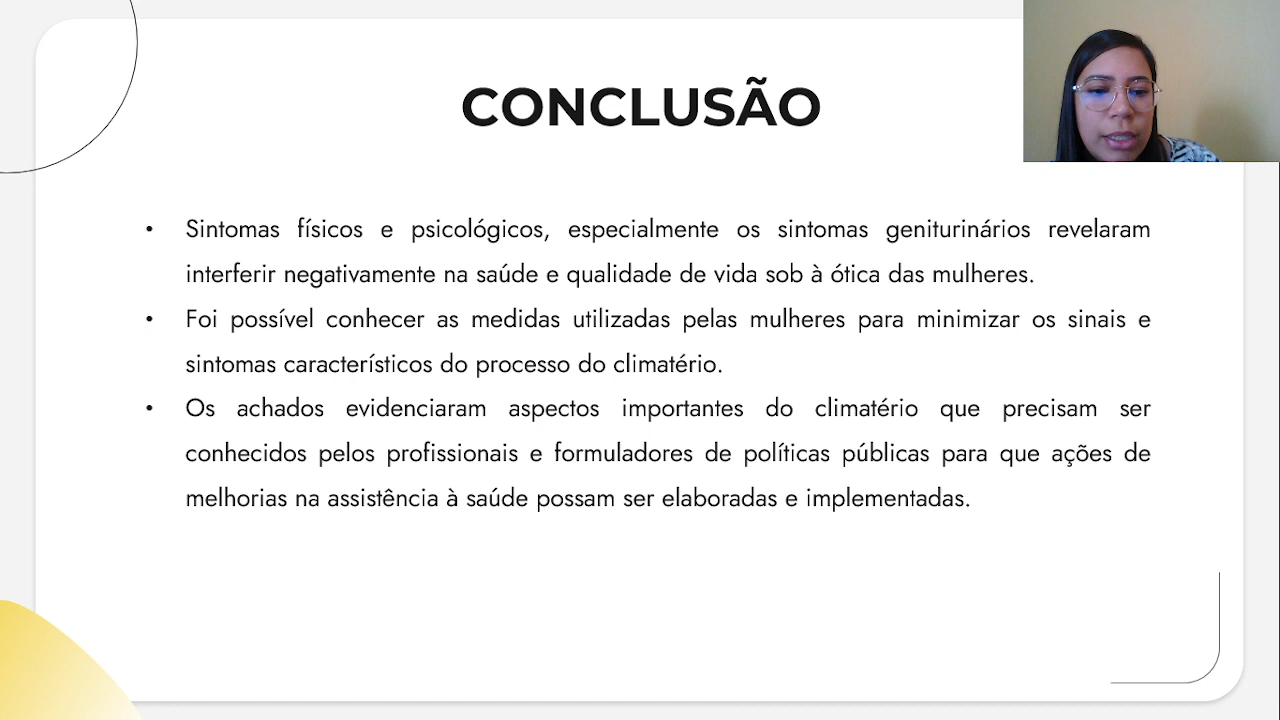 CONCLUSÃO
• Sintomas físicos e psicológicos, especialmente os sintomas geniturinários revelaram
interferir negativamente na saúde e qualidade de vida sob à ótica das mulheres.
• Foi possível conhecer as medidas utilizadas pelas mulheres para minimizar os sinais e
sintomas característicos do processo do climatério.
• Os achados evidenciaram aspectos importantes do climatério que precisam ser
conhecidos pelos profissionais e formuladores de políticas públicas para que ações de
melhorias na assistência à saúde possam ser elaboradas e implementadas.